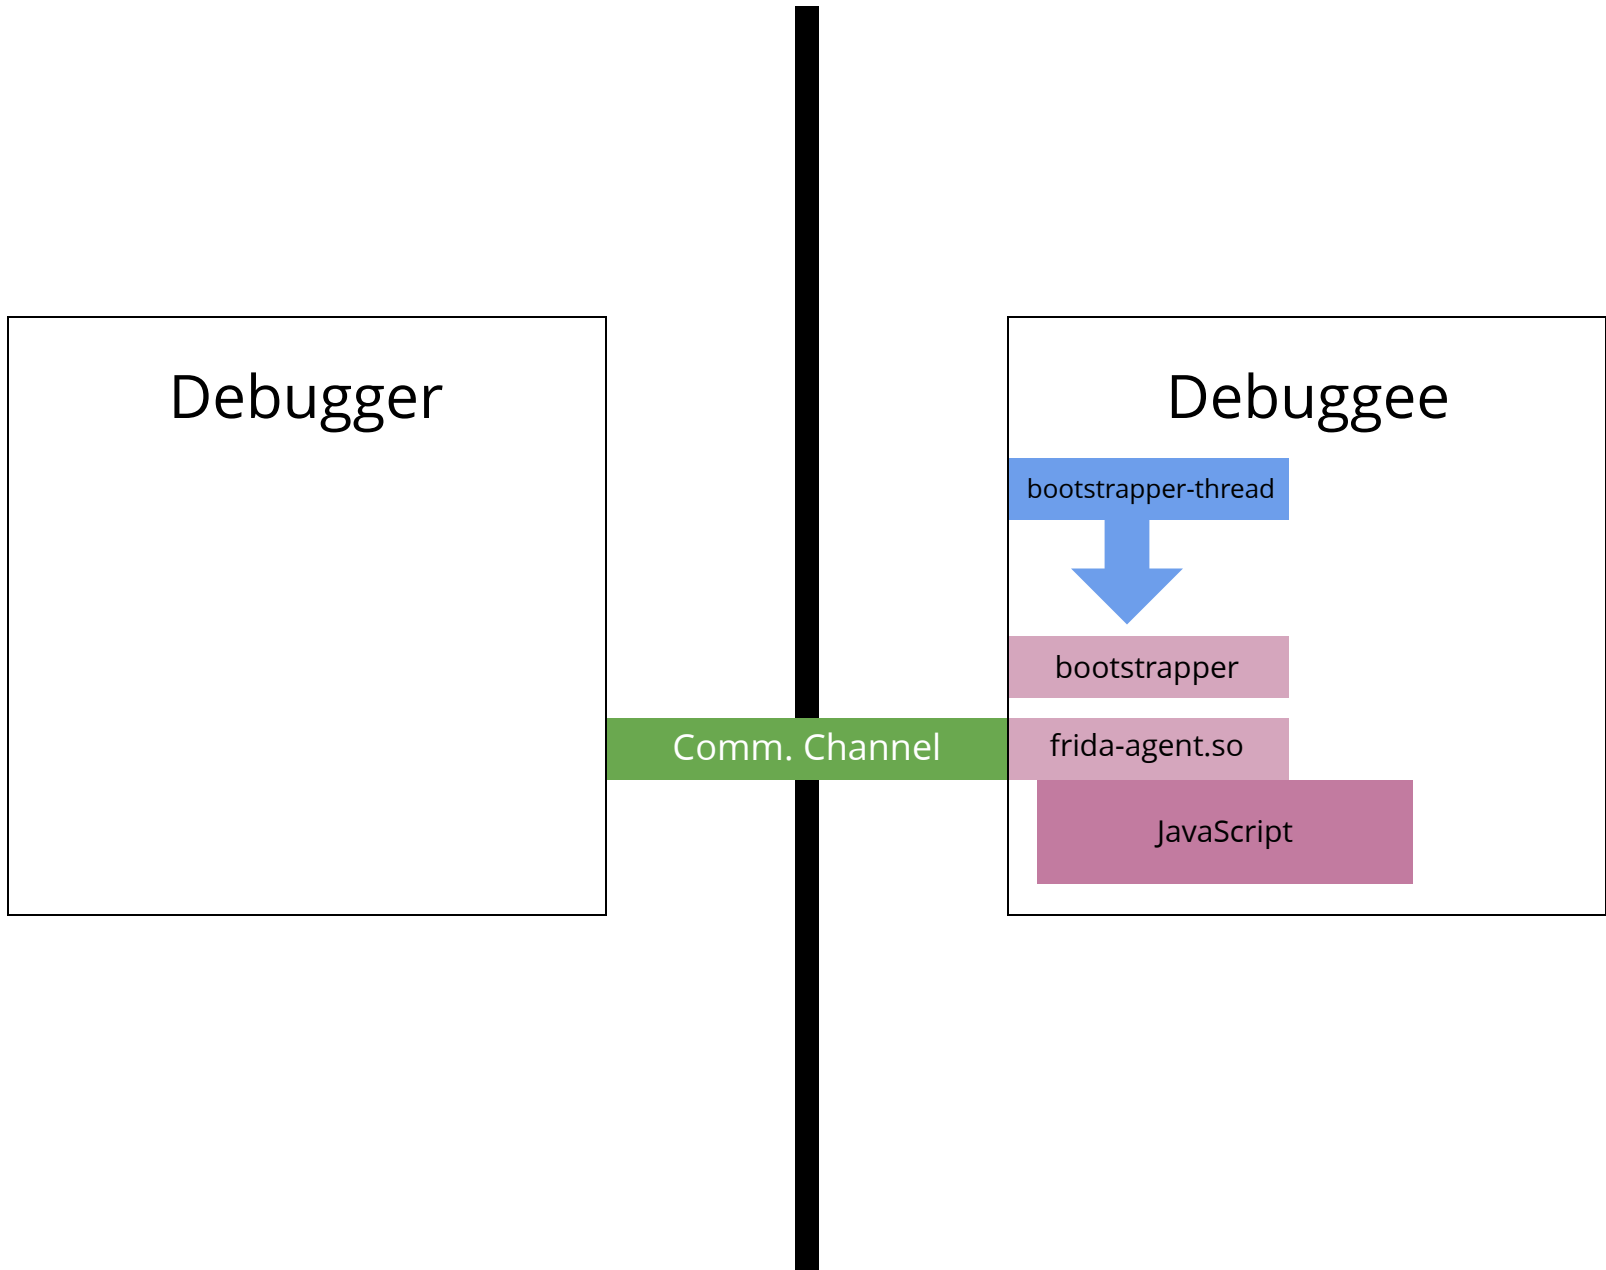 Debugger
Debuggee
bootstrapper-thread
bootstrapper
Comm. Channel
frida-agent.so
JavaScript